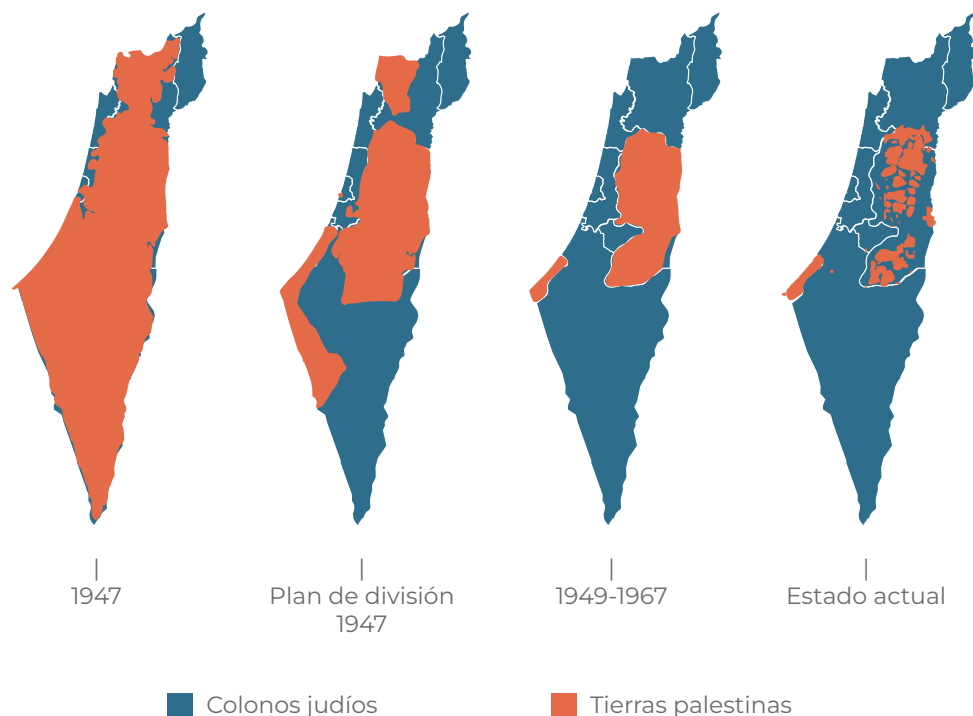 1947
Plan de división
1947
1949-1967
Estado actual
Colonos judíos
Tierras palestinas